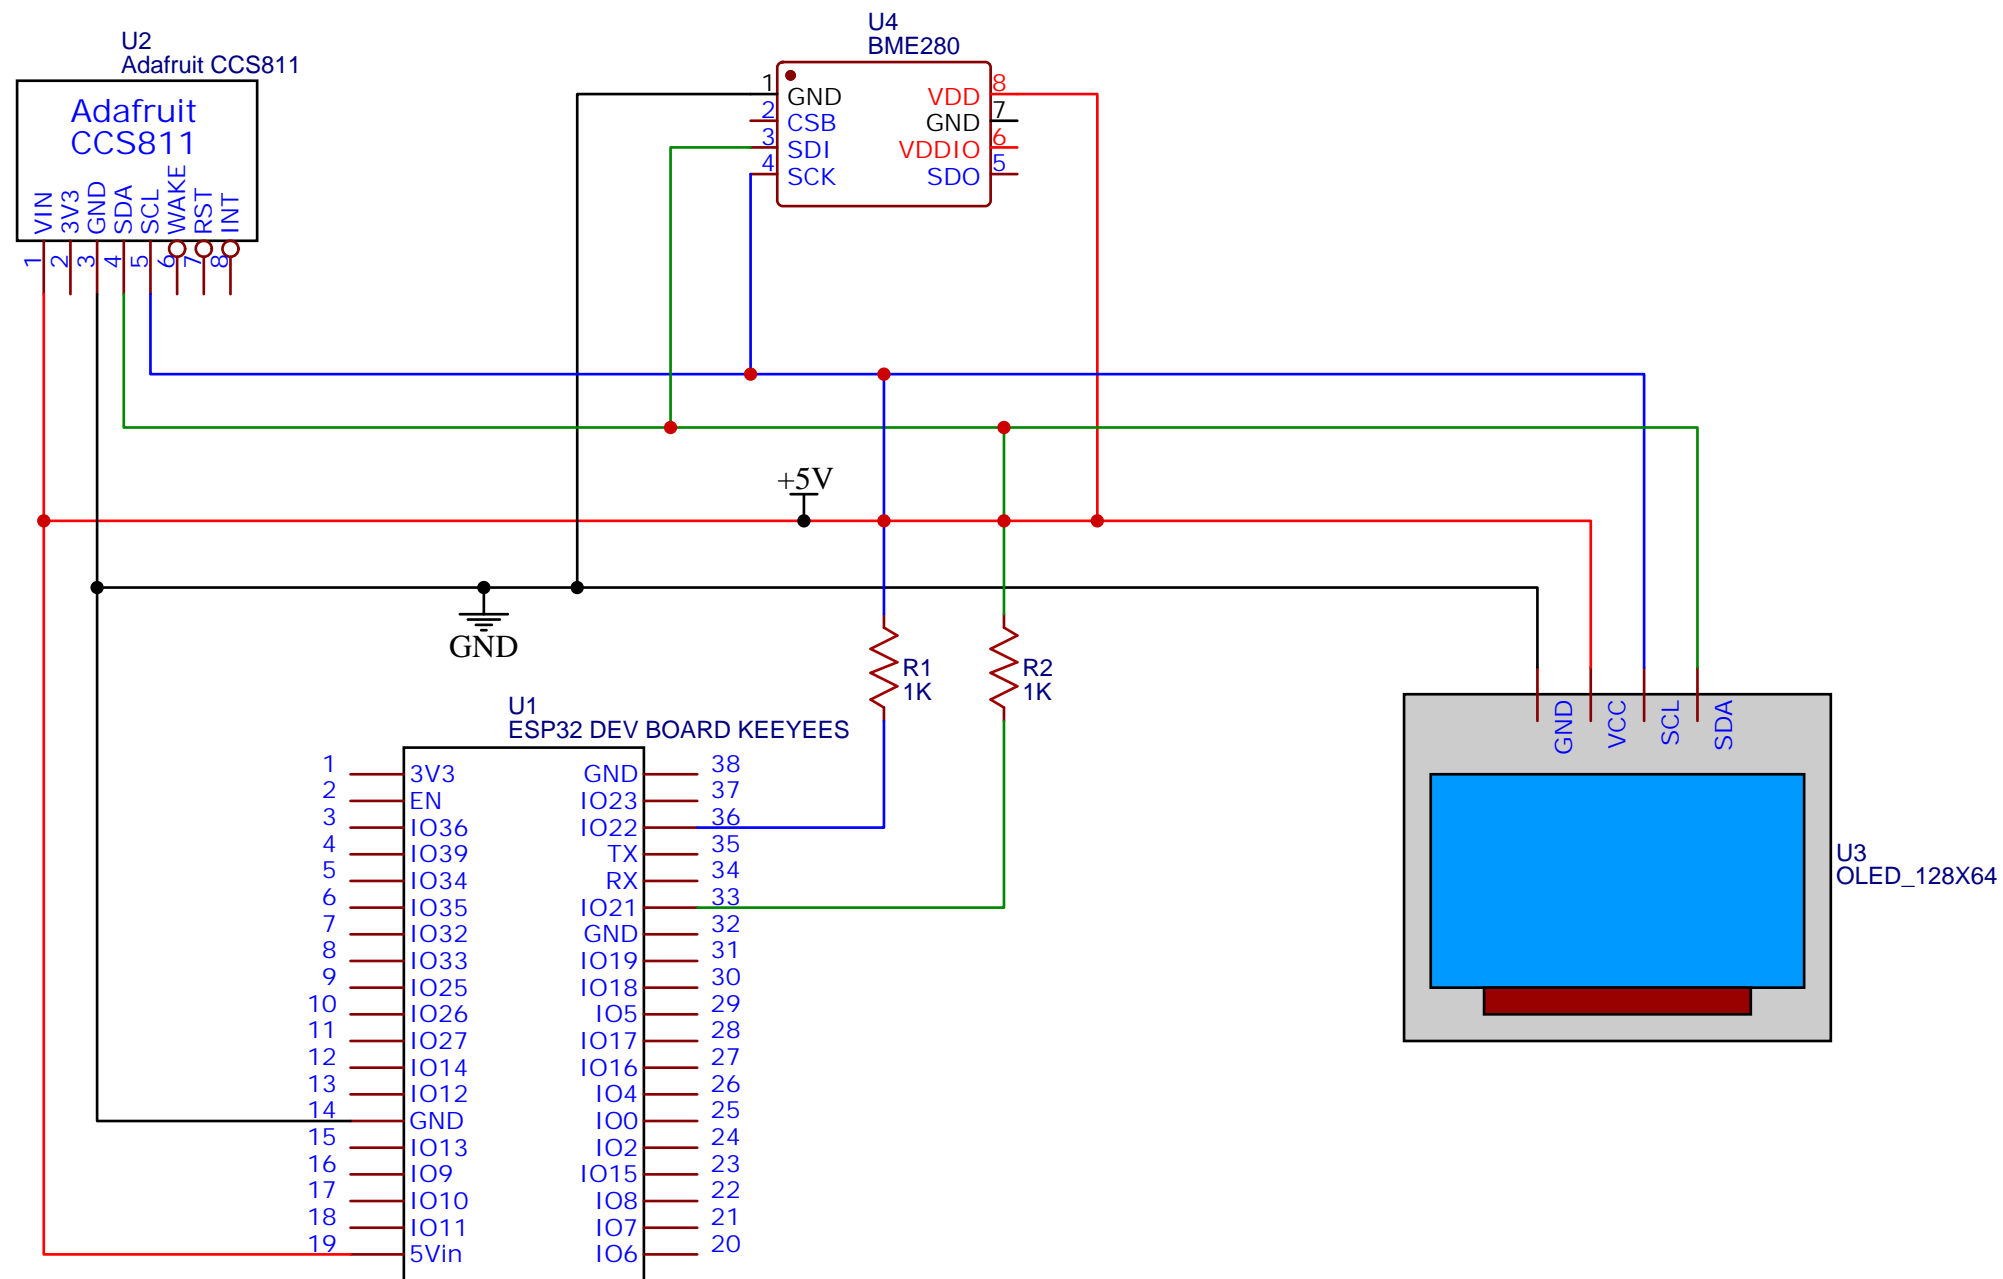 U2
Adafruit CCS811
Adafruit
CCS811
VIN
3V3
GND
SDA
SCL
WAKE
RST
INT
1
2
3
4
5
6
7
8
U4
BME280
1 GND
2 CSB
3 SDI
4 SCK
VDD 8
GND 7
VDDIO 6
SDO 5
+5V
GND
R1
1K
R2
1K
U1
ESP32 DEV BOARD KEEYEES
1 3V3 GND 38
2 EN IO23 37
3 IO36 IO22 36
4 IO39 TX 35
5 IO34 RX 34
6 IO35 IO21 33
7 IO32 GND 32
8 IO33 IO19 31
9 IO25 IO18 30
10 IO26 IO5 29
11 IO27 IO17 28
12 IO14 IO16 27
13 IO12 IO4 26
14 GND IO0 25
15 IO13 IO2 24
16 IO9 IO15 23
17 IO10 IO8 22
18 IO11 IO7 21
19 5Vin IO6 20
GND
VCC
SCL
SDA
U3
OLED_128X64